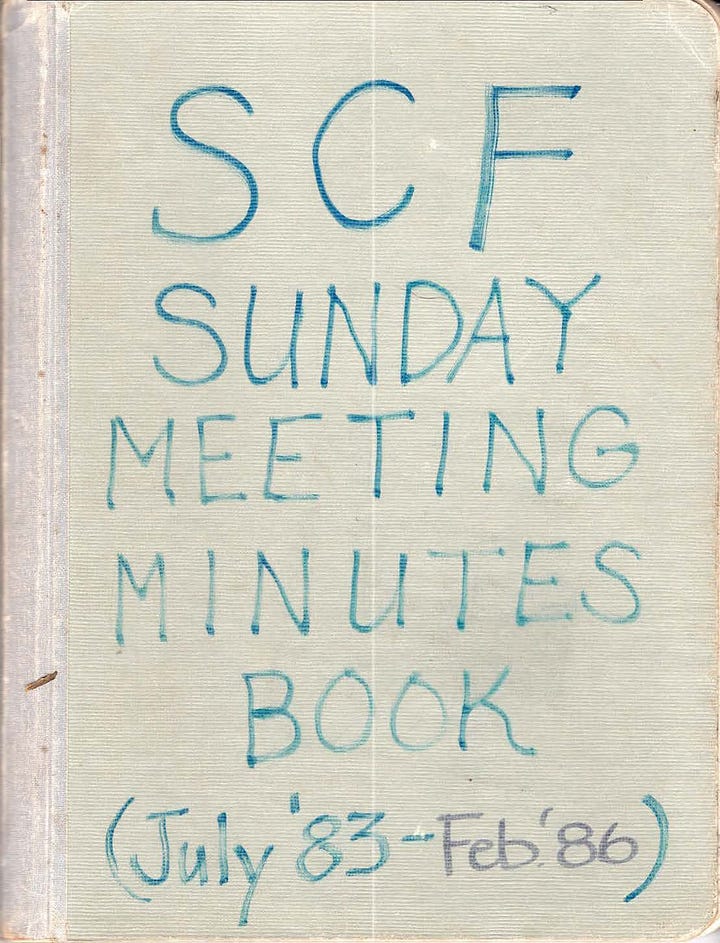 SCF
SUNDAY
MEETING
MINUTES
BOOK
(July '83 - Feb. '86)